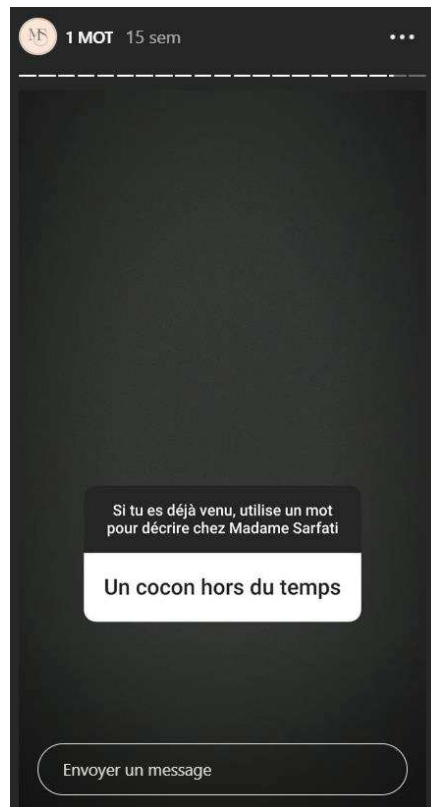 MS
1 MOT 15 sem
Si tu es déjà venu, utilise un mot
pour décrire chez Madame Sarfati
Un cocon hors du temps
Envoyer un message